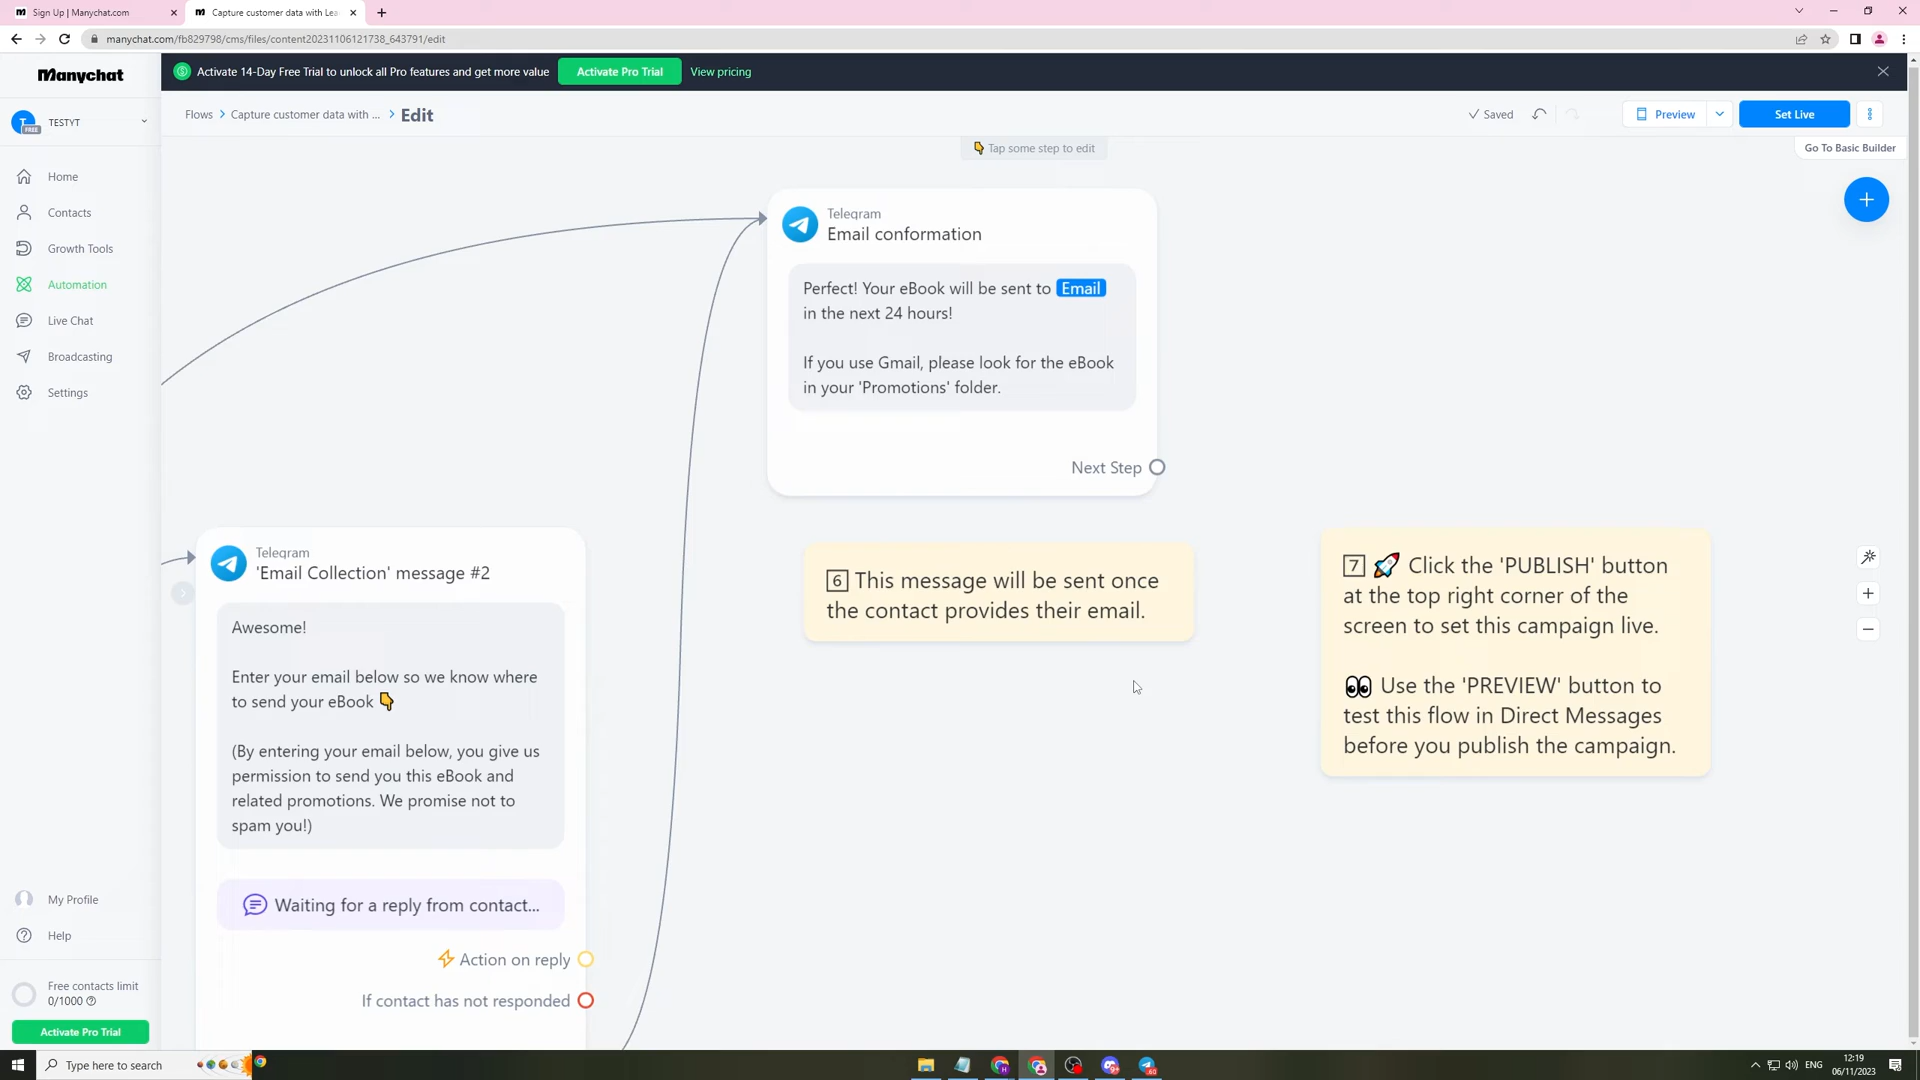 Sign Up | Manychat.com
Capture customer data with Lea
manychat.com/fb829798/cms/files/content20231106121738_643791/edit
Manychat
Activate 14-Day Free Trial to unlock all Pro features and get more value
Activate Pro Trial
View pricing
TESTYT
FREE
Flows
Capture customer data with ...
Edit
Saved
Preview
Set Live
Tap some step to edit
Go To Basic Builder
Home
Contacts
Growth Tools
Automation
Live Chat
Broadcasting
Settings
Telegram
Email conformation
Perfect! Your eBook will be sent to Email
in the next 24 hours!
If you use Gmail, please look for the eBook
in your 'Promotions' folder.
Next Step
Telegram
'Email Collection' message #2
Awesome!
Enter your email below so we know where
to send your eBook 👇
(By entering your email below, you give us
permission to send you this eBook and
related promotions. We promise not to
spam you!)
Waiting for a reply from contact...
Action on reply
If contact has not responded
6 This message will be sent once
the contact provides their email.
7 🚀 Click the 'PUBLISH' button
at the top right corner of the
screen to set this campaign live.
👀 Use the 'PREVIEW' button to
test this flow in Direct Messages
before you publish the campaign.
My Profile
Help
Free contacts limit
0/1000
Activate Pro Trial
Type here to search
ENG
12:19
06/11/2023